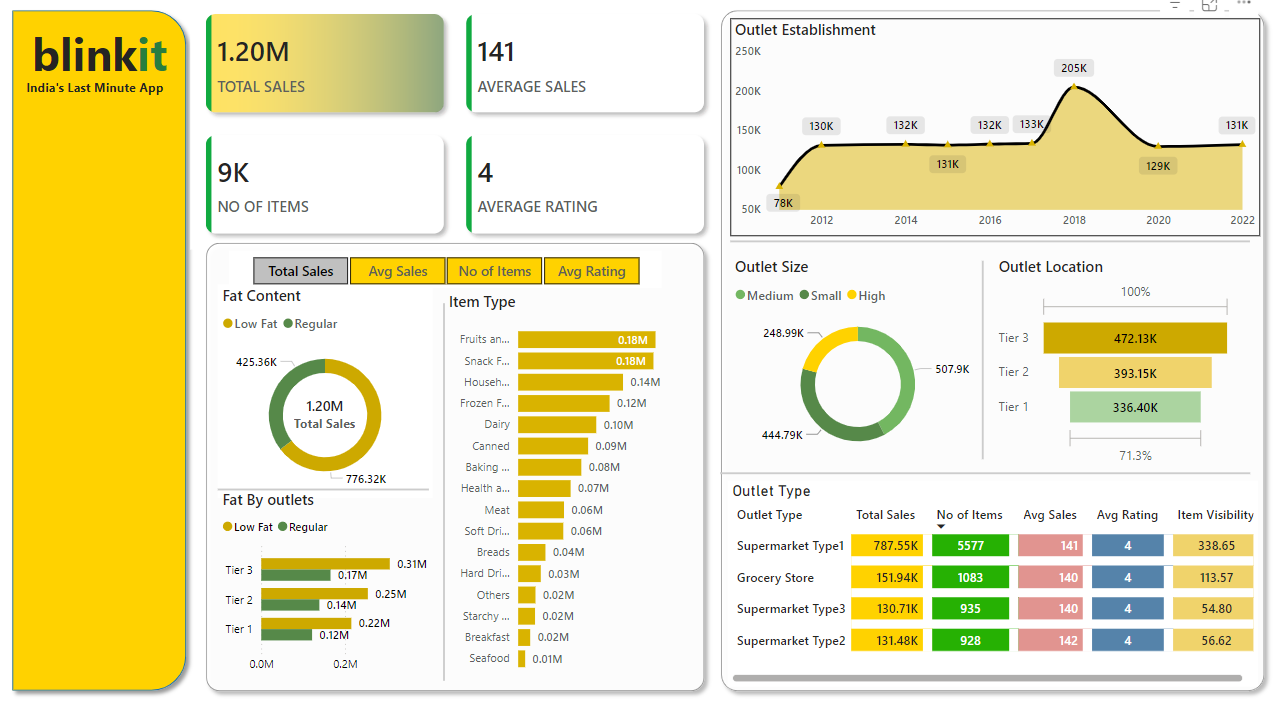 blinkit
India's Last Minute App
1.20M
TOTAL SALES
141
AVERAGE SALES
9K
NO OF ITEMS
4
AVERAGE RATING
Total Sales
Avg Sales
No of Items
Avg Rating
Fat Content
Low Fat Regular
425.36K
1.20M
Total Sales
776.32K
Fat By outlets
Low Fat Regular
Tier 3 0.31M
0.17M
Tier 2 0.25M
0.14M
Tier 1 0.22M
0.12M
0.0M 0.2M
Item Type
Fruits an... 0.18M
Snack F... 0.18M
Househ... 0.14M
Frozen F... 0.12M
Dairy 0.10M
Canned 0.09M
Baking ... 0.08M
Health a... 0.07M
Meat 0.06M
Soft Dri... 0.06M
Breads 0.04M
Hard Dri... 0.03M
Others 0.02M
Starchy ... 0.02M
Breakfast 0.02M
Seafood 0.01M
Outlet Establishment
250K
200K
150K
100K
50K
78K
130K
132K
131K
132K
133K
205K
129K
131K
2012 2014 2016 2018 2020 2022
Outlet Size
Medium Small High
248.99K
507.9K
444.79K
Outlet Location
100%
Tier 3 472.13K
Tier 2 393.15K
Tier 1 336.40K
71.3%
Outlet Type
Outlet Type Total Sales No of Items Avg Sales Avg Rating Item Visibility
Supermarket Type1 787.55K 5577 141 4 338.65
Grocery Store 151.94K 1083 140 4 113.57
Supermarket Type3 130.71K 935 140 4 54.80
Supermarket Type2 131.48K 928 142 4 56.62